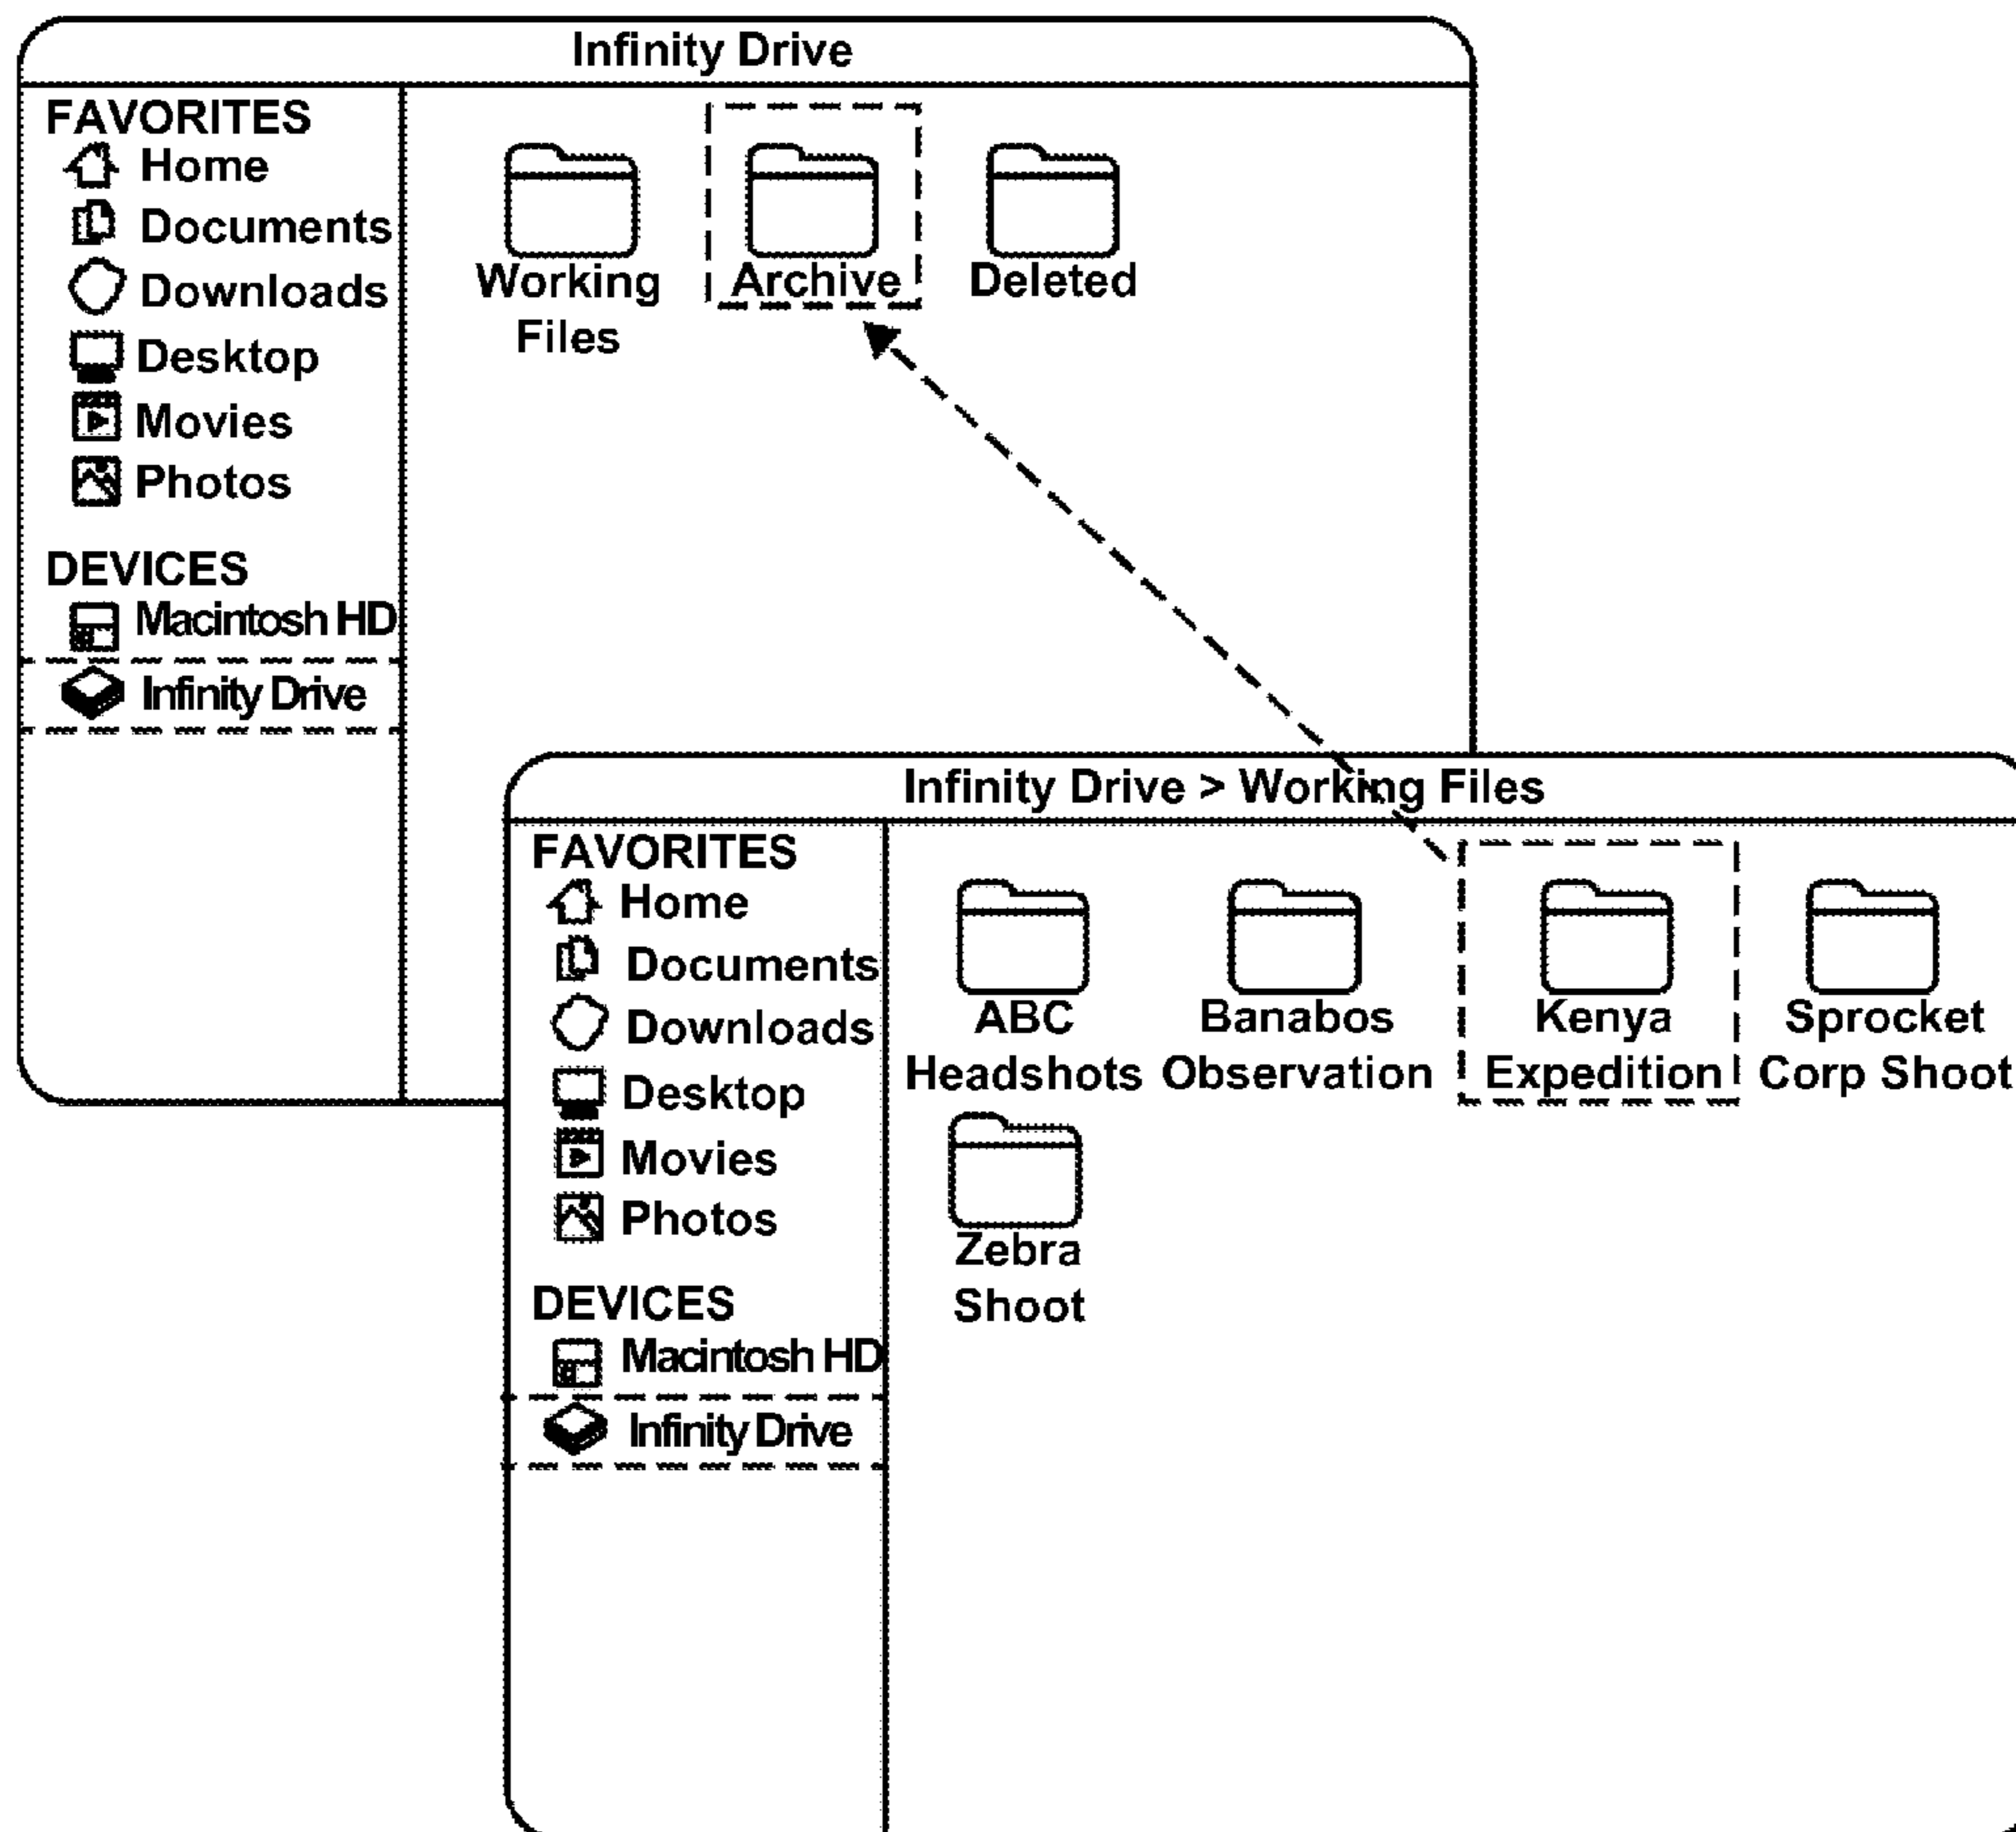 Infinity Drive
FAVORITES
Home
Documents
Downloads
Desktop
Movies
Photos
DEVICES
Macintosh HD
Infinity Drive
Working
Files
Archive
Deleted
Infinity Drive > Working Files
FAVORITES
Home
Documents
Downloads
Desktop
Movies
Photos
DEVICES
Macintosh HD
Infinity Drive
ABC
Headshots
Banabos
Observation
Kenya
Expedition
Sprocket
Corp Shoot
Zebra
Shoot